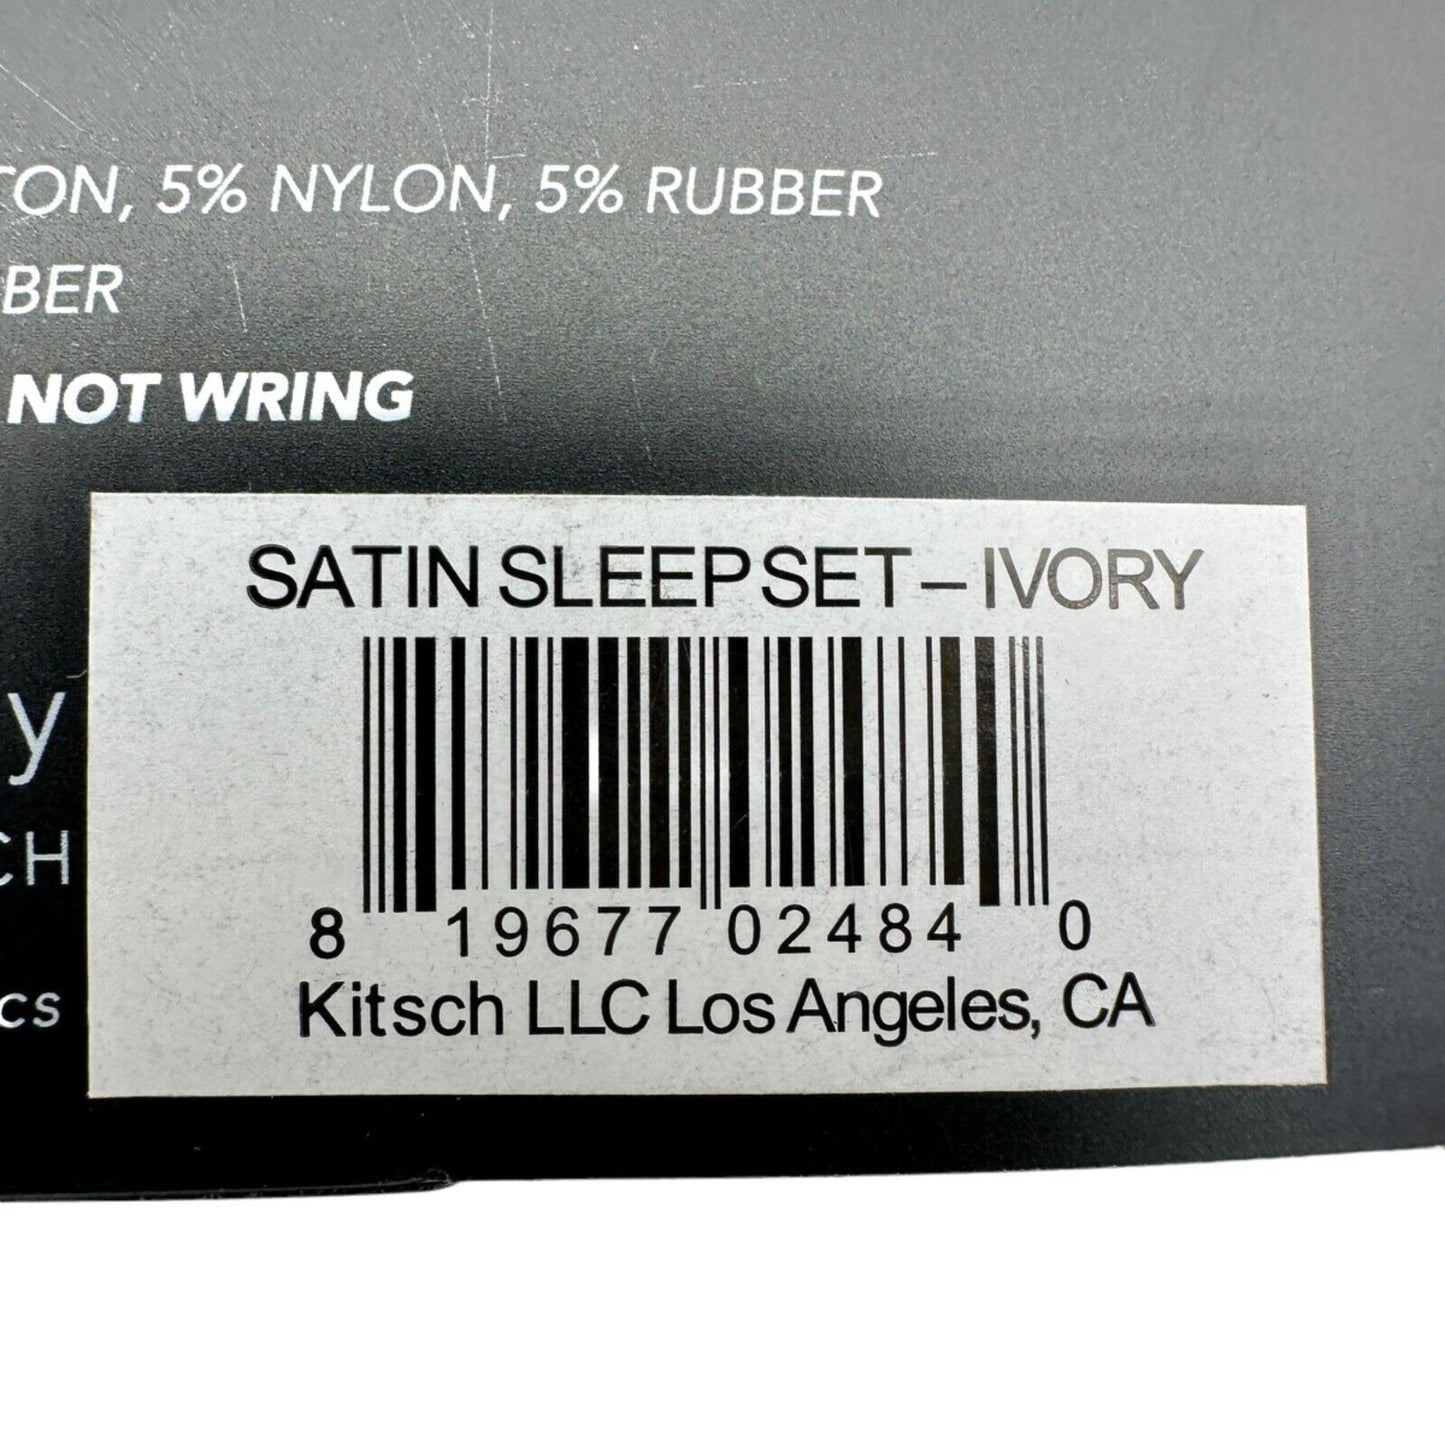 TON, 5% NYLON, 5% RUBBER
BER
NOT WRING
SATIN SLEEP SET – IVORY
y
CH
8 19677 02484 0
cs
Kitsch LLC Los Angeles, CA